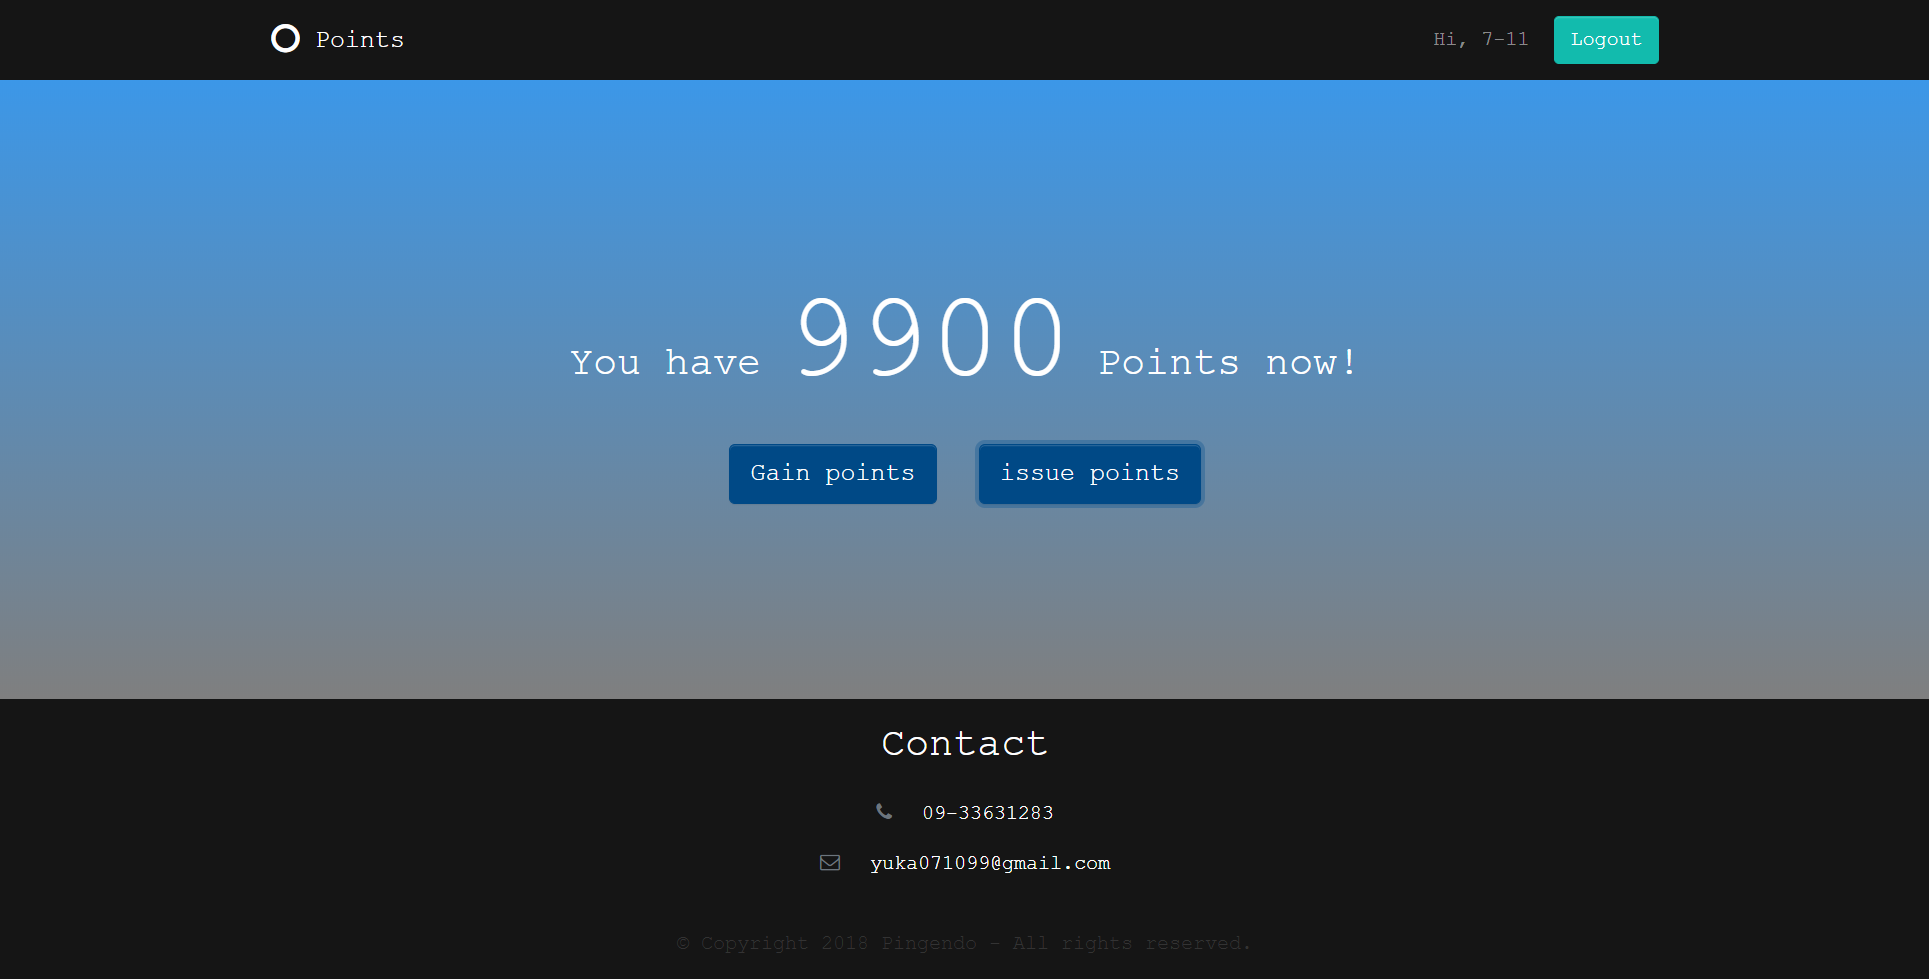 Points
Hi, 7-11
Logout
You have 9900 Points now!
Gain points
issue points
Contact
09-33631283
yuka071099@gmail.com
© Copyright 2018 Pingendo - All rights reserved.